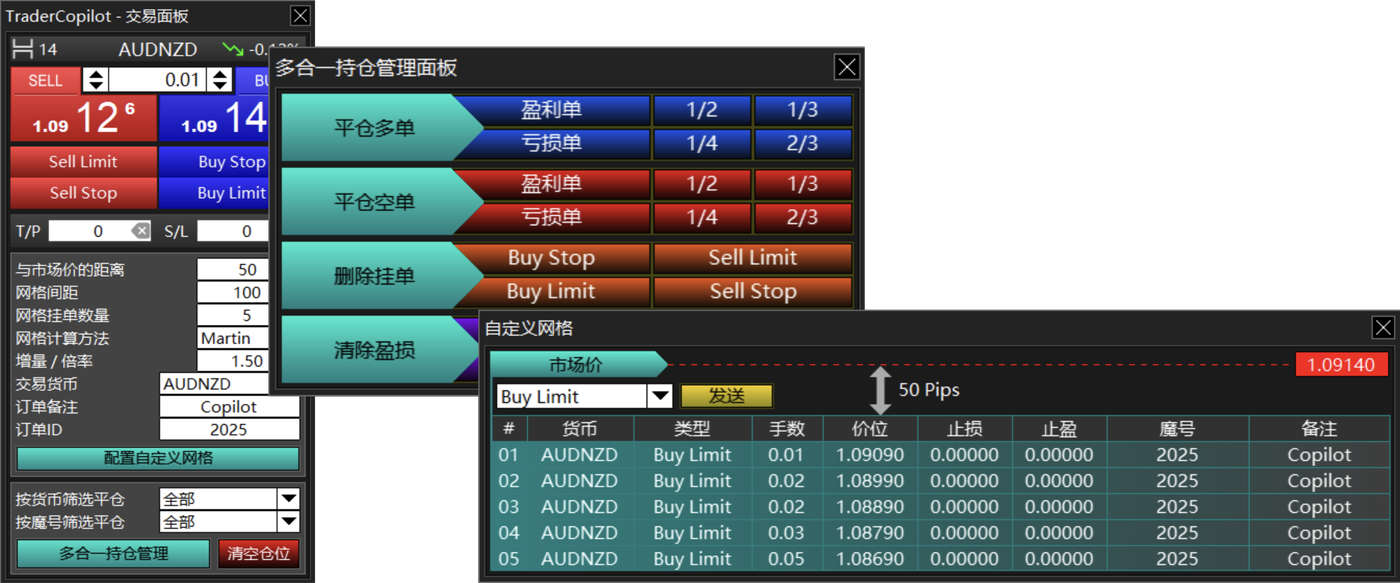 TraderCopilot - 交易面板
14 AUDNZD
SELL 0.01
1.09 12 6 1.09 14
Sell Limit Buy Stop
Sell Stop Buy Limit
T/P 0 S/L 0
与市场价的距离 50
网格间距 100
网格挂单数量 5
网格计算方法 Martin
增量 / 倍率 1.50
交易货币 AUDNZD
订单备注 Copilot
订单ID 2025
配置自定义网格
按货币筛选平仓 全部
按魔号筛选平仓 全部
多合一持仓管理 清空仓位
多合一持仓管理面板
平仓多单
盈利单 1/2 1/3
亏损单 1/4 2/3
平仓空单
盈利单 1/2 1/3
亏损单 1/4 2/3
删除挂单
Buy Stop Sell Limit
Buy Limit Sell Stop
清除盈损
自定义网格
市场价 1.09140
Buy Limit 发送 50 Pips
# 货币 类型 手数 价位 止损 止盈 魔号 备注
01 AUDNZD Buy Limit 0.01 1.09090 0.00000 0.00000 2025 Copilot
02 AUDNZD Buy Limit 0.02 1.08990 0.00000 0.00000 2025 Copilot
03 AUDNZD Buy Limit 0.02 1.08890 0.00000 0.00000 2025 Copilot
04 AUDNZD Buy Limit 0.03 1.08790 0.00000 0.00000 2025 Copilot
05 AUDNZD Buy Limit 0.05 1.08690 0.00000 0.00000 2025 Copilot